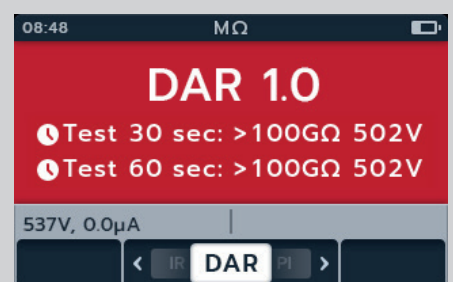 08:48 MΩ
DAR 1.0
Test 30 sec: >100GΩ 502V
Test 60 sec: >100GΩ 502V
537V, 0.0µA
< IR DAR PI >